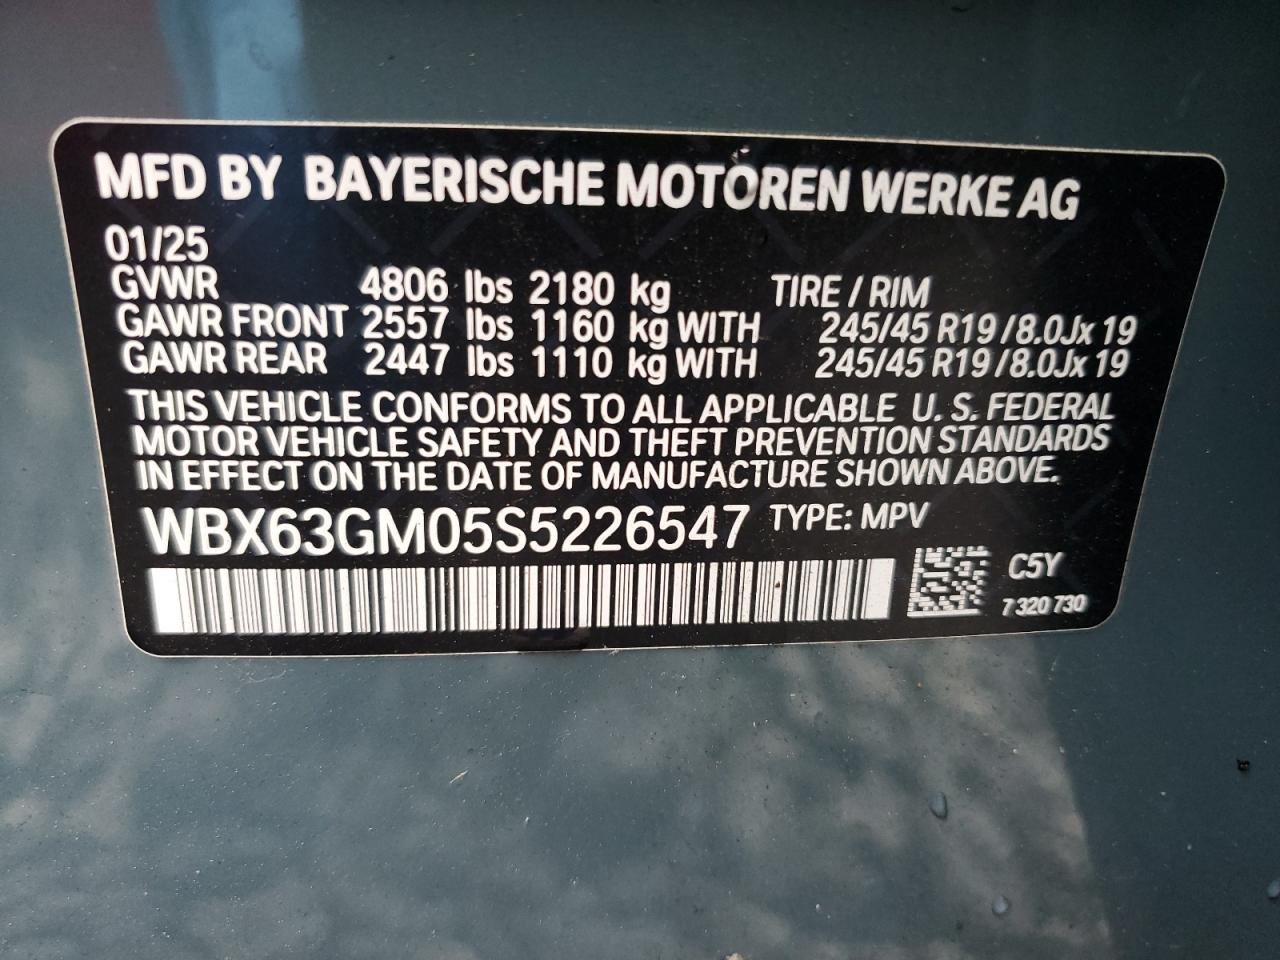 MFD BY BAYERISCHE MOTOREN WERKE AG
01/25
GVWR 4806 lbs 2180 kg TIRE / RIM
GAWR FRONT 2557 lbs 1160 kg WITH 245/45 R19 / 8.0Jx 19
GAWR REAR 2447 lbs 1110 kg WITH 245/45 R19 / 8.0Jx 19
THIS VEHICLE CONFORMS TO ALL APPLICABLE U. S. FEDERAL
MOTOR VEHICLE SAFETY AND THEFT PREVENTION STANDARDS
IN EFFECT ON THE DATE OF MANUFACTURE SHOWN ABOVE.
WBX63GM05S5226547 TYPE: MPV
C5Y
7 320 730